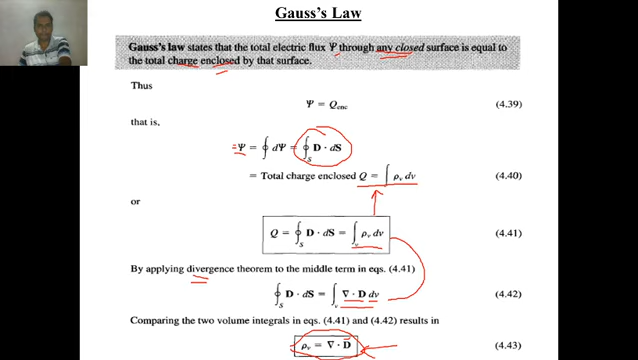 Gauss's Law
Gauss's law states that the total electric flux Ψ through any closed surface is equal to
the total charge enclosed by that surface.
Thus
Ψ = Q_enc (4.39)
that is,
= Ψ = ∮ dΨ = ∮_S D · dS
= Total charge enclosed Q = ∫ ρ_v dv (4.40)
or
Q = ∮_S D · dS = ∫_v ρ_v dv (4.41)
By applying divergence theorem to the middle term in eqs. (4.41)
∮_S D · dS = ∫_v ∇ · D dv (4.42)
Comparing the two volume integrals in eqs. (4.41) and (4.42) results in
ρ_v = ∇ · D (4.43)